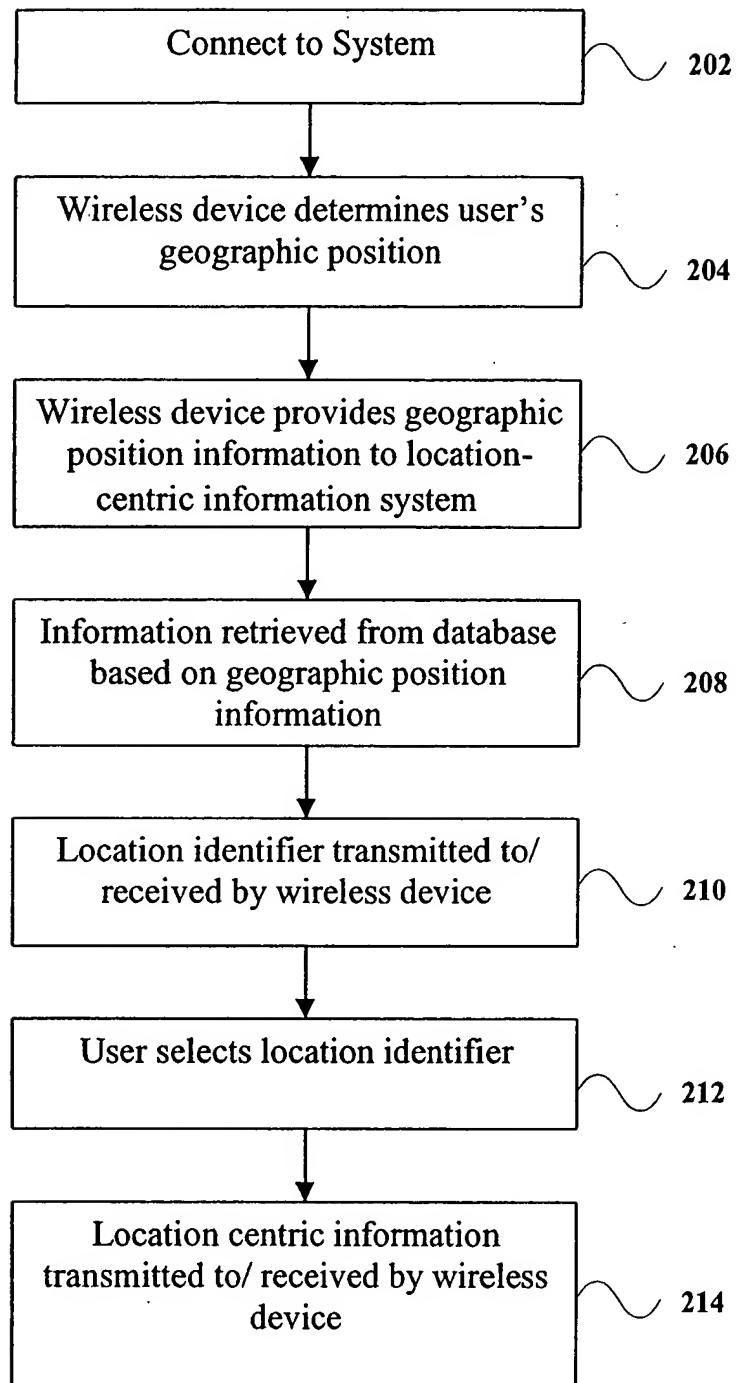 Connect to System
202
Wireless device determines user's
geographic position
204
Wireless device provides geographic
position information to location-
centric information system
206
Information retrieved from database
based on geographic position
information
208
Location identifier transmitted to/
received by wireless device
210
User selects location identifier
212
Location centric information
transmitted to/ received by wireless
device
214